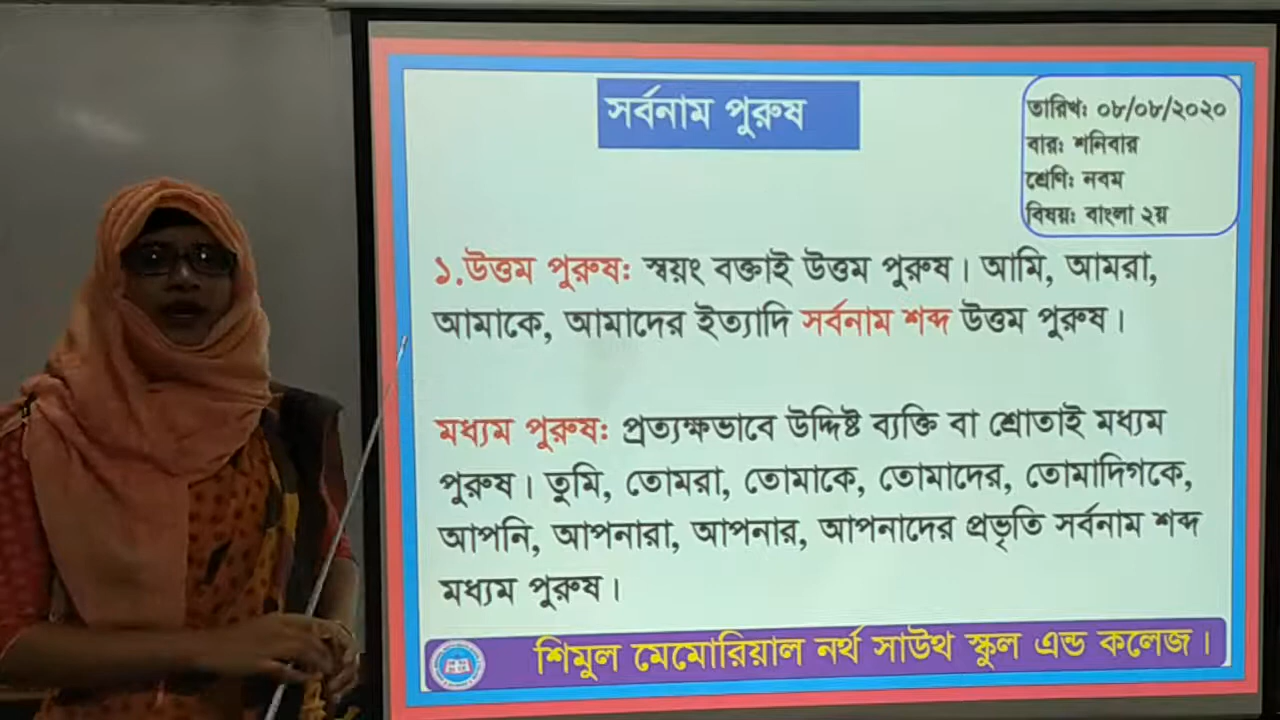 সর্বনাম পুরুষ
তারিখ: ০৮/০৮/২০২০
বার: শনিবার
শ্রেণি: নবম
বিষয়: বাংলা ২য়
১.উত্তম পুরুষ: স্বয়ং বক্তাই উত্তম পুরুষ। আমি, আমরা,
আমাকে, আমাদের ইত্যাদি সর্বনাম শব্দ উত্তম পুরুষ।
মধ্যম পুরুষ: প্রত্যক্ষভাবে উদ্দিষ্ট ব্যক্তি বা শ্রোতাই মধ্যম
পুরুষ। তুমি, তোমরা, তোমাকে, তোমাদের, তোমাদিগকে,
আপনি, আপনারা, আপনার, আপনাদের প্রভৃতি সর্বনাম শব্দ
মধ্যম পুরুষ।
শিমুল মেমোরিয়াল নর্থ সাউথ স্কুল এন্ড কলেজ।